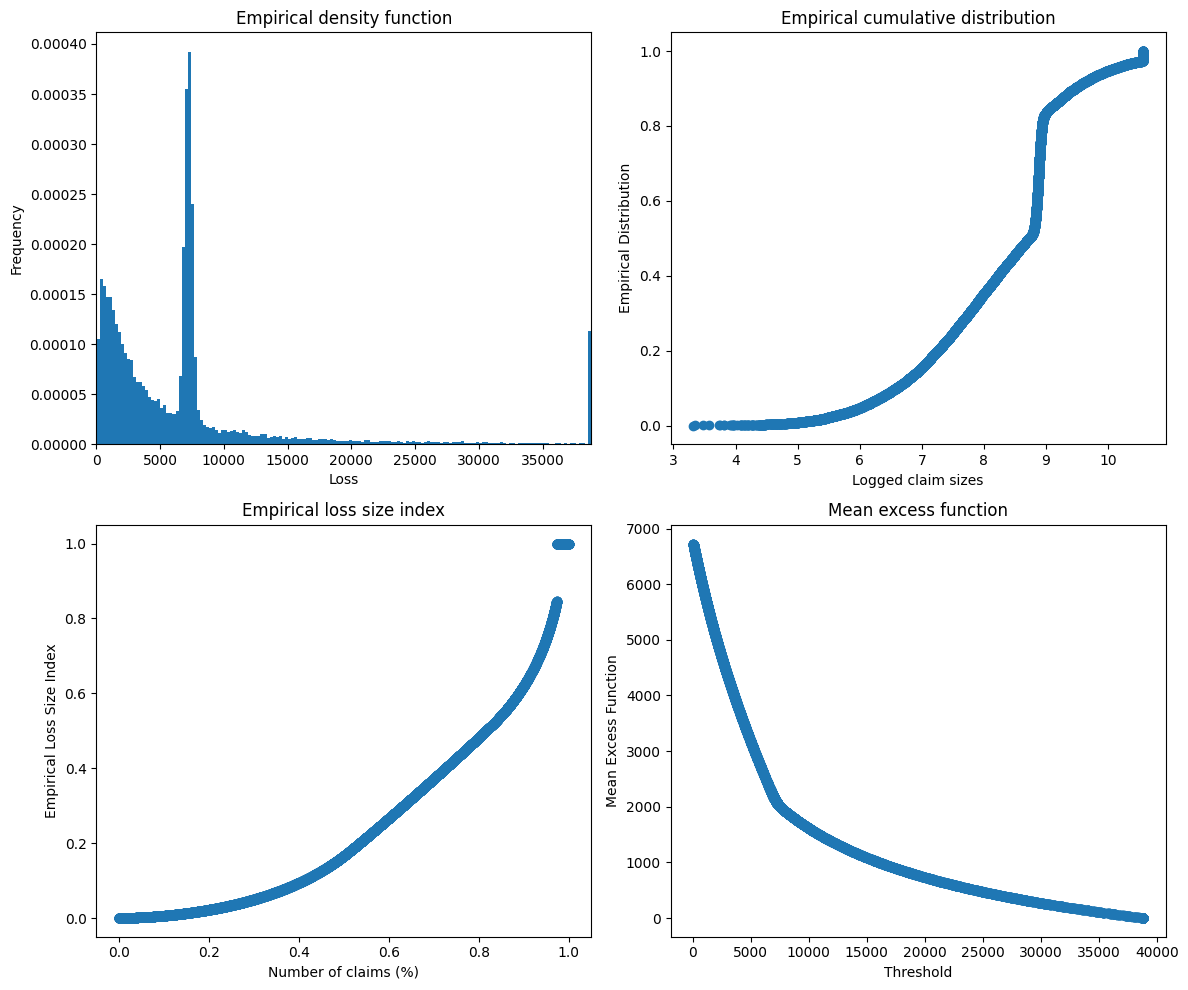 Empirical density function
0.00040
0.00035
0.00030
0.00025
0.00020
0.00015
0.00010
0.00005
0.00000
Frequency
0 5000 10000 15000 20000 25000 30000 35000
Loss
Empirical cumulative distribution
1.0
0.8
0.6
0.4
0.2
0.0
Empirical Distribution
3 4 5 6 7 8 9 10
Logged claim sizes
Empirical loss size index
1.0
0.8
0.6
0.4
0.2
0.0
Empirical Loss Size Index
0.0 0.2 0.4 0.6 0.8 1.0
Number of claims (%)
Mean excess function
7000
6000
5000
4000
3000
2000
1000
0
Mean Excess Function
0 5000 10000 15000 20000 25000 30000 35000 40000
Threshold